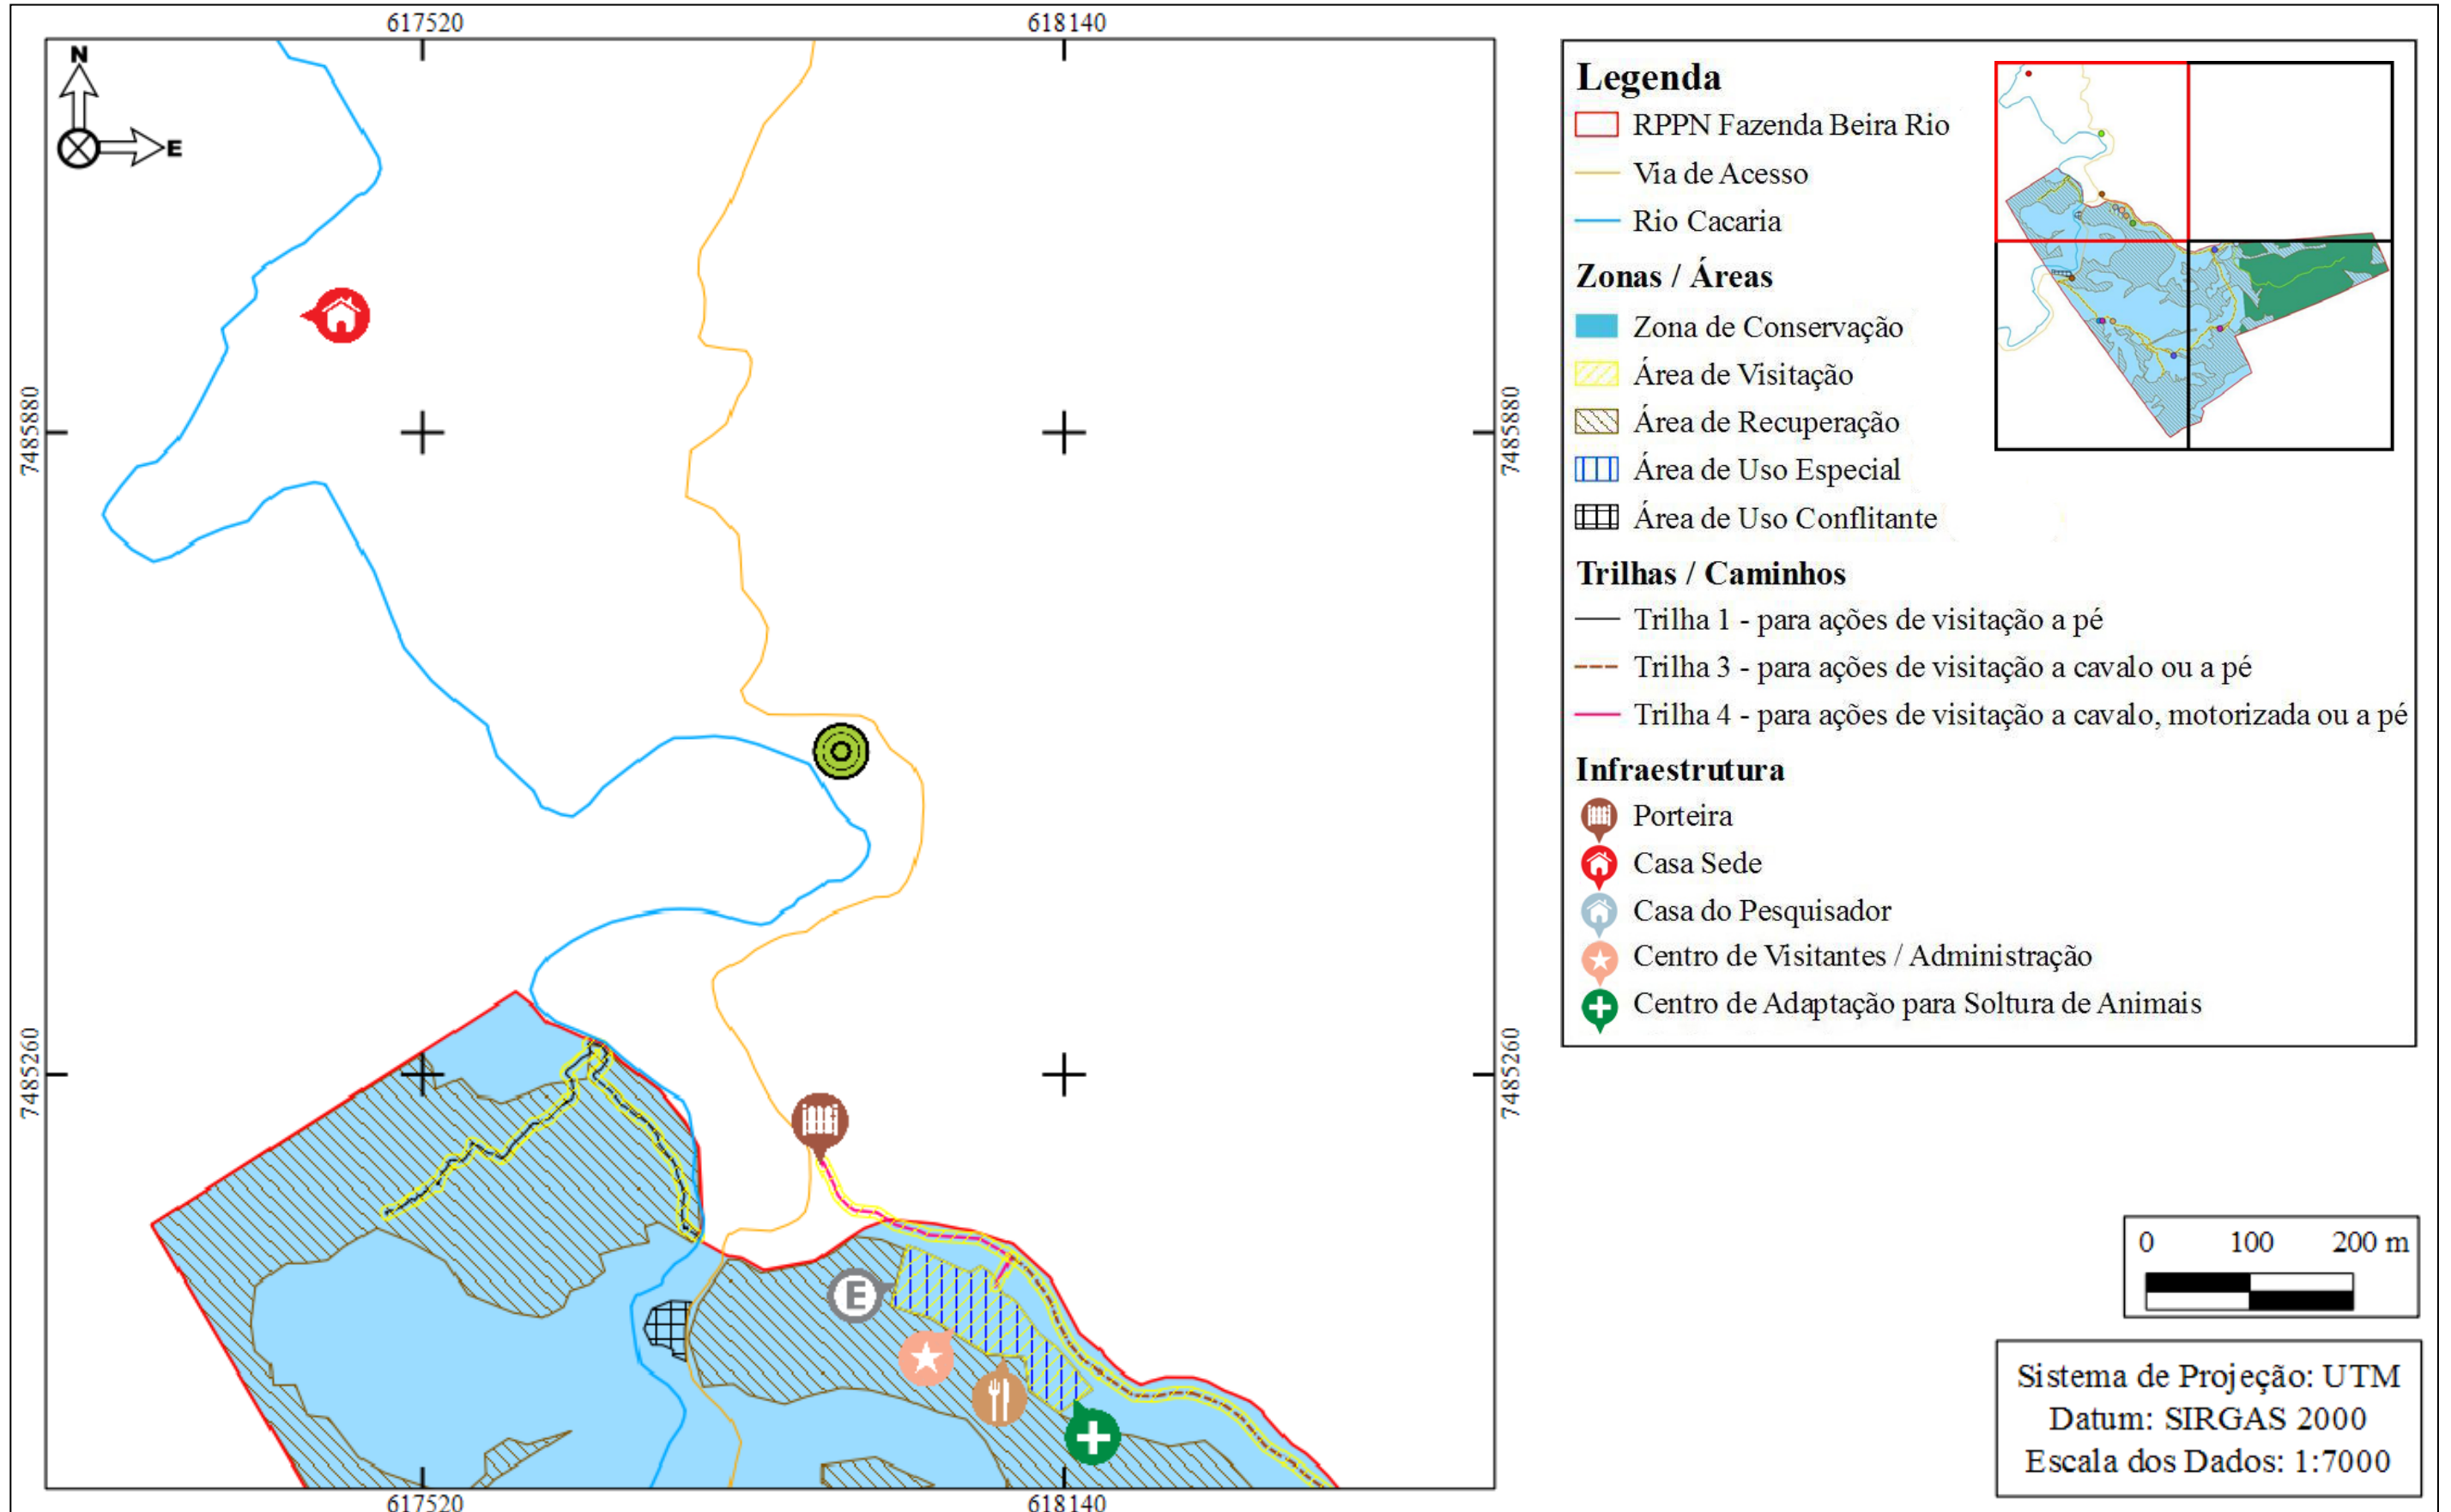 617520
618140
N
E
7485880
7485880
7485260
7485260
E
617520
618140
Legenda
RPPN Fazenda Beira Rio
Via de Acesso
Rio Cacaria
Zonas / Áreas
Zona de Conservação
Área de Visitação
Área de Recuperação
Área de Uso Especial
Área de Uso Conflitante
Trilhas / Caminhos
Trilha 1 - para ações de visitação a pé
Trilha 3 - para ações de visitação a cavalo ou a pé
Trilha 4 - para ações de visitação a cavalo, motorizada ou a pé
Infraestrutura
Porteira
Casa Sede
Casa do Pesquisador
Centro de Visitantes / Administração
Centro de Adaptação para Soltura de Animais
0 100 200 m
Sistema de Projeção: UTM
Datum: SIRGAS 2000
Escala dos Dados: 1:7000